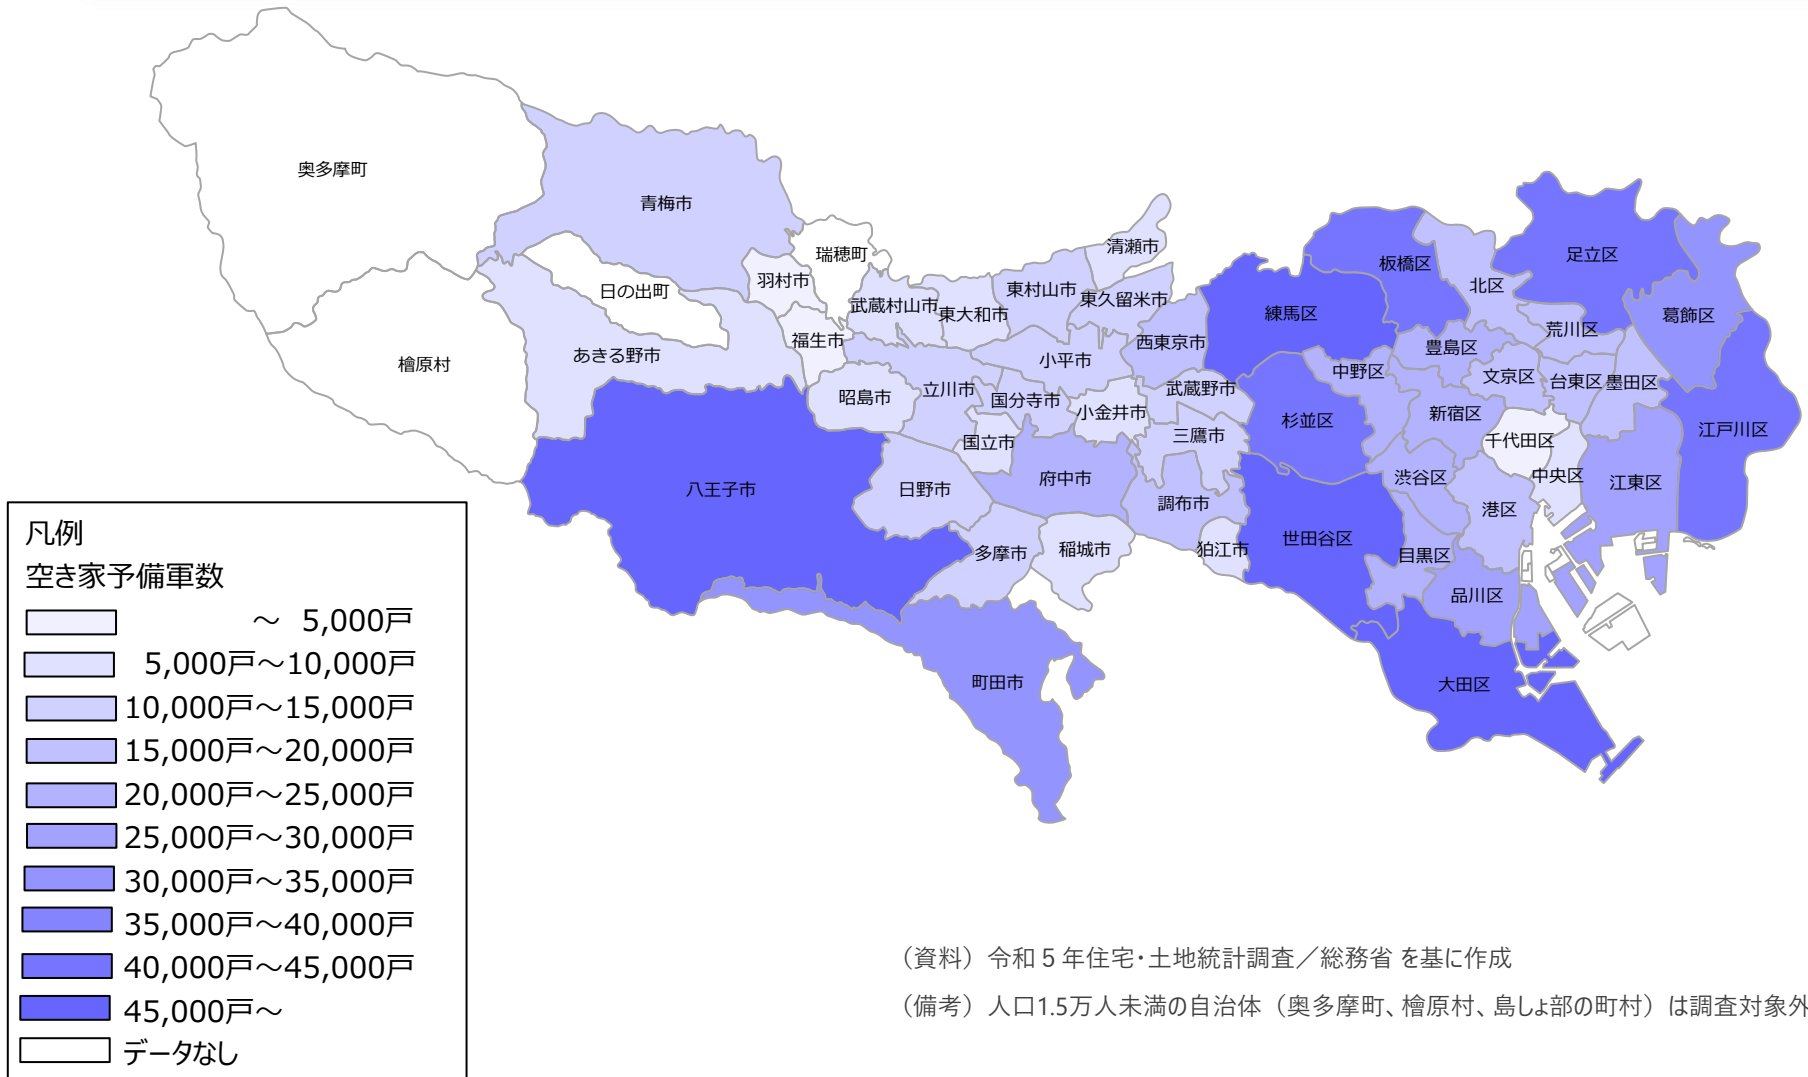 奥多摩町
青梅市
瑞穂町
清瀬市
羽村市
日の出町
武蔵村山市
東大和市
東村山市
東久留米市
檜原村
あきる野市
福生市
小平市
西東京市
昭島市
立川市
国分寺市
小金井市
武蔵野市
国立市
三鷹市
八王子市
日野市
府中市
調布市
多摩市
稲城市
狛江市
町田市
足立区
板橋区
北区
練馬区
荒川区
葛飾区
豊島区
中野区
文京区
台東区
墨田区
杉並区
新宿区
江戸川区
千代田区
渋谷区
中央区
江東区
港区
世田谷区
目黒区
品川区
大田区
凡例
空き家予備軍数
～ 5,000戸
5,000戸～10,000戸
10,000戸～15,000戸
15,000戸～20,000戸
20,000戸～25,000戸
25,000戸～30,000戸
30,000戸～35,000戸
35,000戸～40,000戸
40,000戸～45,000戸
45,000戸～
データなし
（資料）令和５年住宅・土地統計調査／総務省 を基に作成
（備考）人口1.5万人未満の自治体（奥多摩町、檜原村、島しょ部の町村）は調査対象外